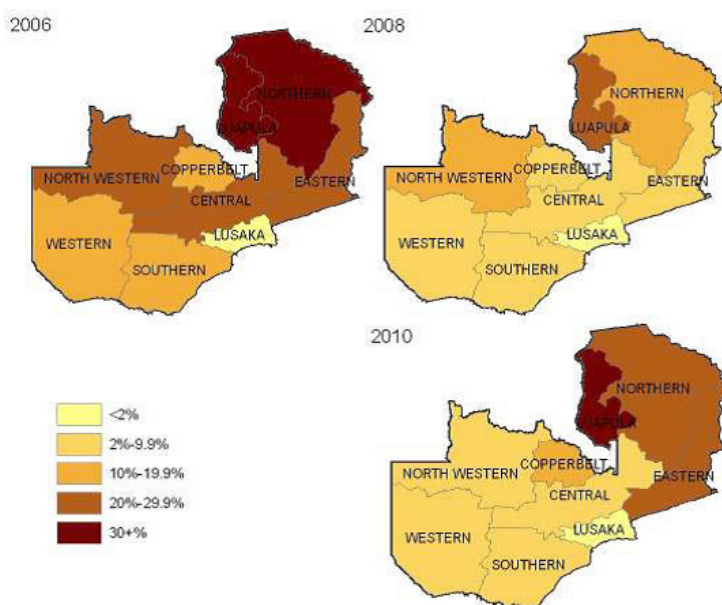 2006
NORTHERN
LUAPULA
NORTH WESTERN
COPPERBELT
EASTERN
CENTRAL
WESTERN
LUSAKA
SOUTHERN
2008
NORTHERN
LUAPULA
COPPERBELT
NORTH WESTERN
EASTERN
CENTRAL
WESTERN
LUSAKA
SOUTHERN
2010
NORTHERN
LUAPULA
COPPERBELT
NORTH WESTERN
EASTERN
CENTRAL
WESTERN
LUSAKA
SOUTHERN
<2%
2%-9.9%
10%-19.9%
20%-29.9%
30+%